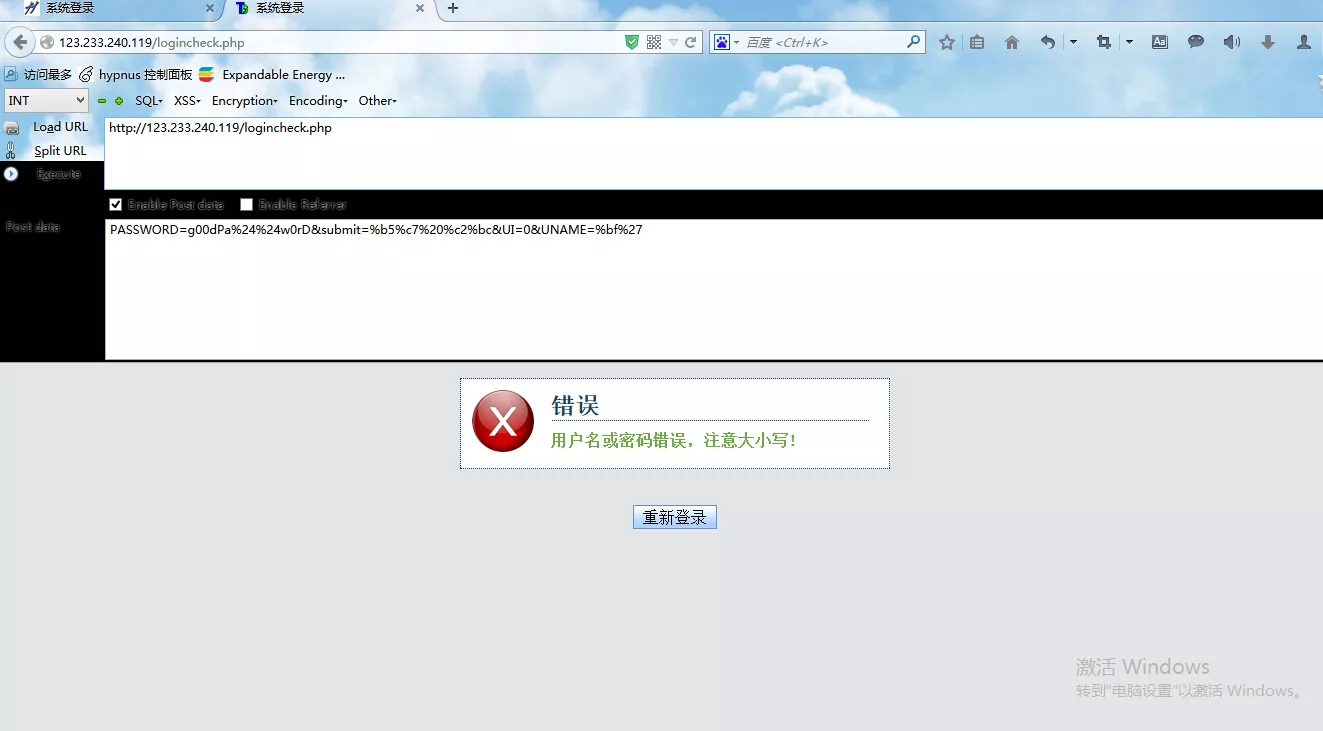 系统登录
系统登录
123.233.240.119/logincheck.php
百度 <Ctrl+K>
访问最多 hypnus 控制面板 Expandable Energy ...
INT SQL XSS Encryption Encoding Other
Load URL
http://123.233.240.119/logincheck.php
Split URL
Execute
Enable Post data Enable Referrer
Post data
PASSWORD=g00dPa%24%24w0rD&submit=%b5%c7%20%c2%bc&UI=0&UNAME=%bf%27
错误
用户名或密码错误，注意大小写!
重新登录
激活 Windows
转到"电脑设置"以激活 Windows。